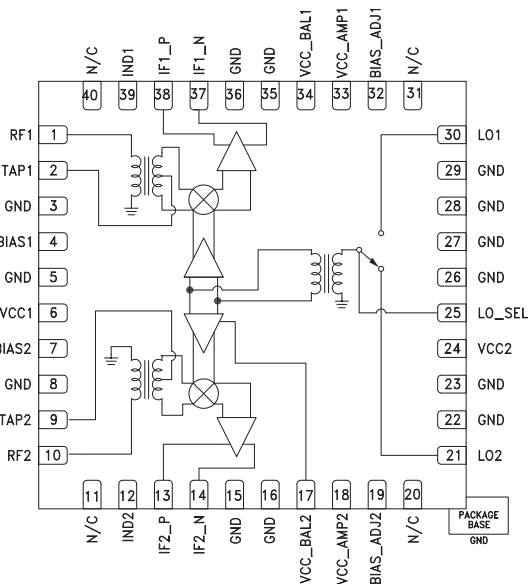 N/C
IND1
IF1_P
IF1_N
GND
GND
VCC_BAL1
VCC_AMP1
BIAS_ADJ1
N/C
40
39
38
37
36
35
34
33
32
31
RF1 1
TAP1 2
GND 3
BIAS1 4
GND 5
VCC1 6
BIAS2 7
GND 8
TAP2 9
RF2 10
30 LO1
29 GND
28 GND
27 GND
26 GND
25 LO_SEL
24 VCC2
23 GND
22 GND
21 LO2
11
12
13
14
15
16
17
18
19
20
N/C
IND2
IF2_P
IF2_N
GND
GND
VCC_BAL2
VCC_AMP2
BIAS_ADJ2
N/C
PACKAGE
BASE
GND